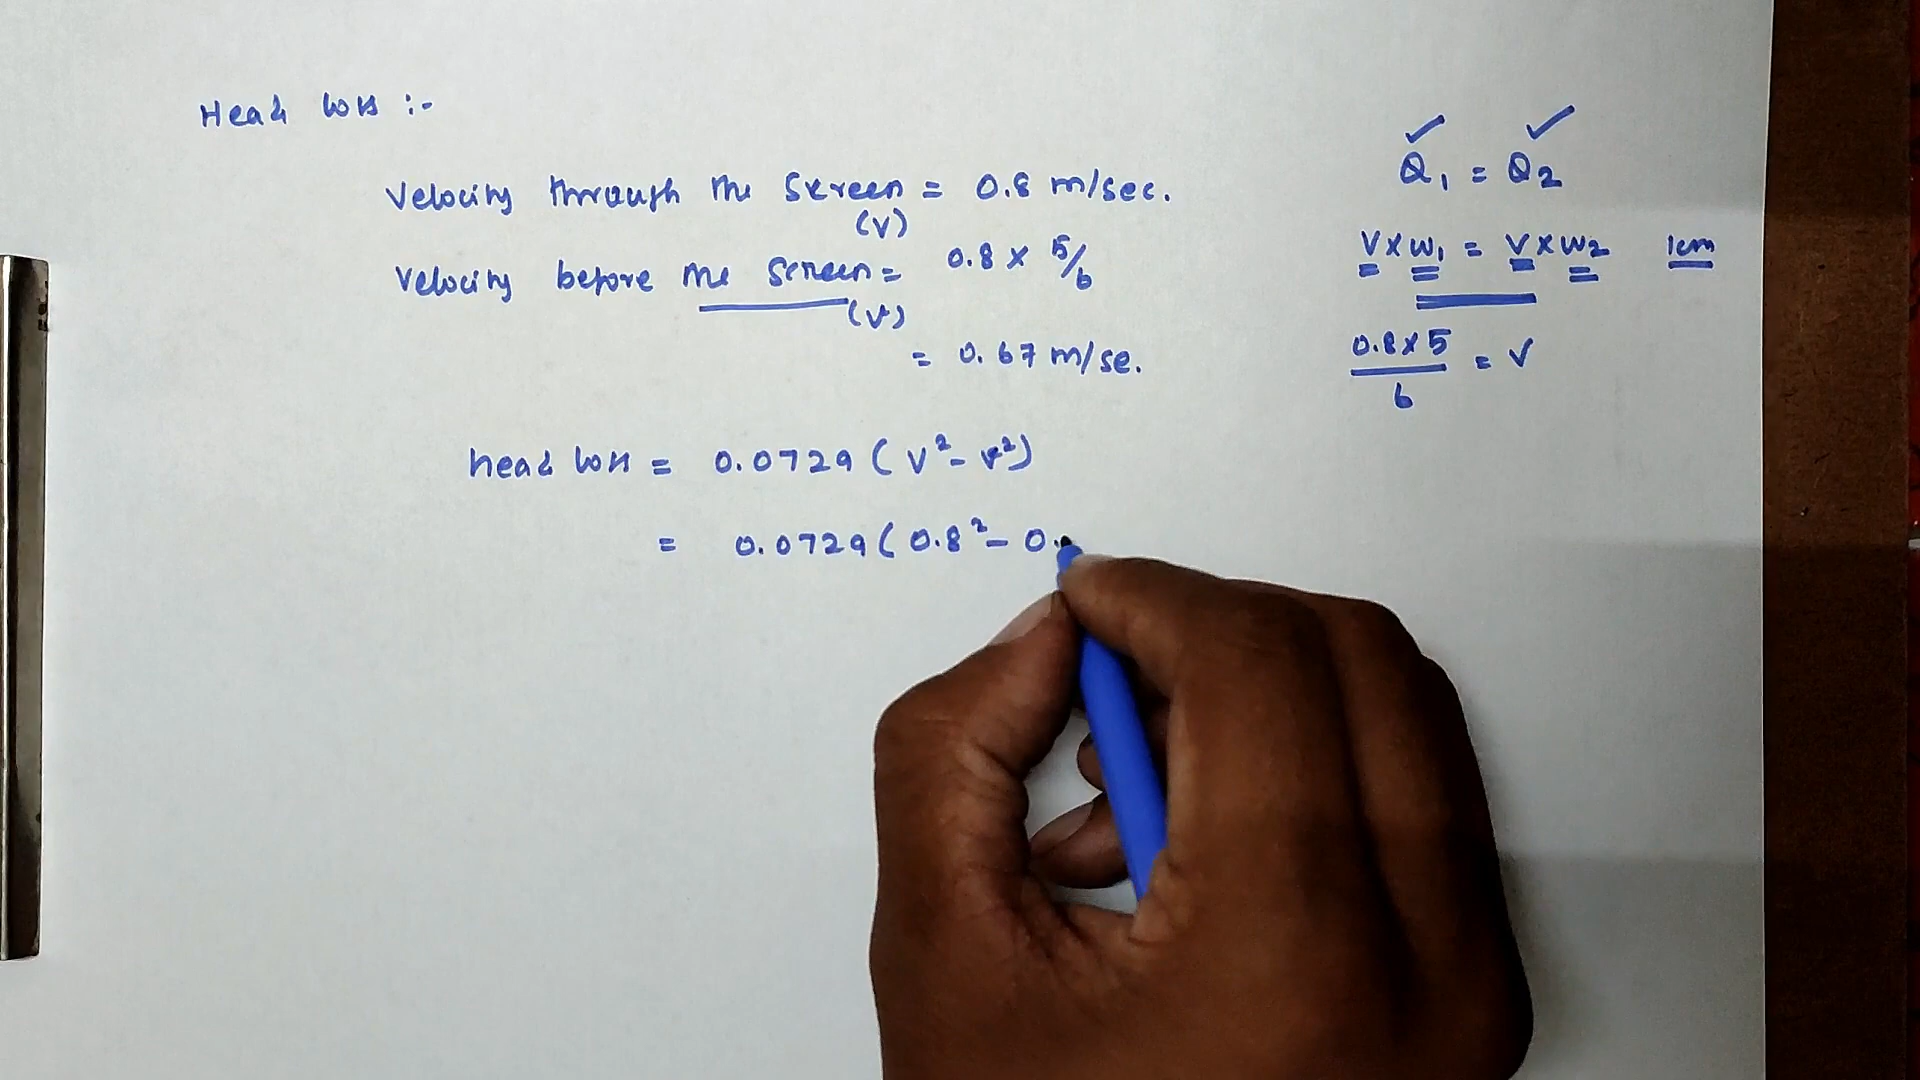 Head loss :-
Velocity through the Screen = 0.8 m/sec.
(V)
Velocity before the Screen = 0.8 x 5/6
(v)
= 0.67 m/se.
head loss = 0.0729 ( V² - v² )
= 0.0729 ( 0.8² - 0.
Q1 = Q2
V x W1 = V x W2 1cm
0.8 x 5 / 6 = V